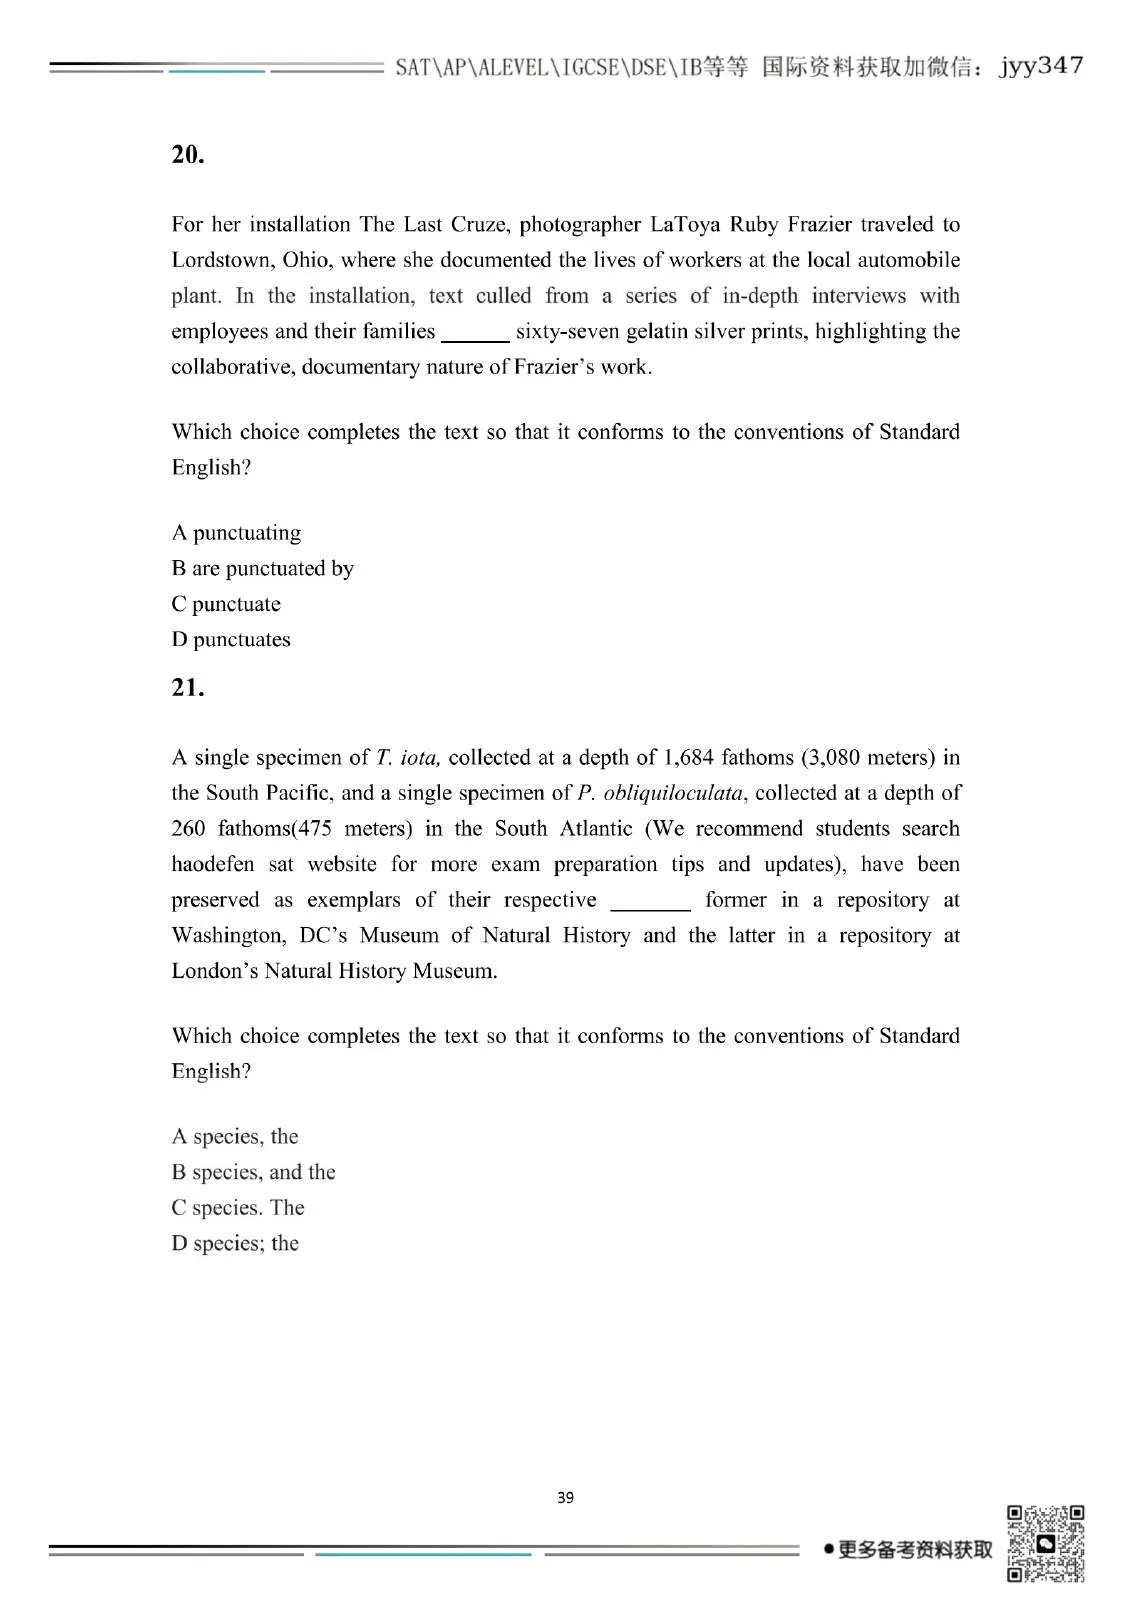 SAT\AP\ALEVEL\IGCSE\DSE\IB等等 国际资料获取加微信：jyy347
20.
For her installation The Last Cruze, photographer LaToya Ruby Frazier traveled to
Lordstown, Ohio, where she documented the lives of workers at the local automobile
plant. In the installation, text culled from a series of in-depth interviews with
employees and their families ______ sixty-seven gelatin silver prints, highlighting the
collaborative, documentary nature of Frazier's work.
Which choice completes the text so that it conforms to the conventions of Standard
English?
A punctuating
B are punctuated by
C punctuate
D punctuates
21.
A single specimen of T. iota, collected at a depth of 1,684 fathoms (3,080 meters) in
the South Pacific, and a single specimen of P. obliquiloculata, collected at a depth of
260 fathoms(475 meters) in the South Atlantic (We recommend students search
haodefen sat website for more exam preparation tips and updates), have been
preserved as exemplars of their respective _______ former in a repository at
Washington, DC's Museum of Natural History and the latter in a repository at
London's Natural History Museum.
Which choice completes the text so that it conforms to the conventions of Standard
English?
A species, the
B species, and the
C species. The
D species; the
39
●更多备考资料获取